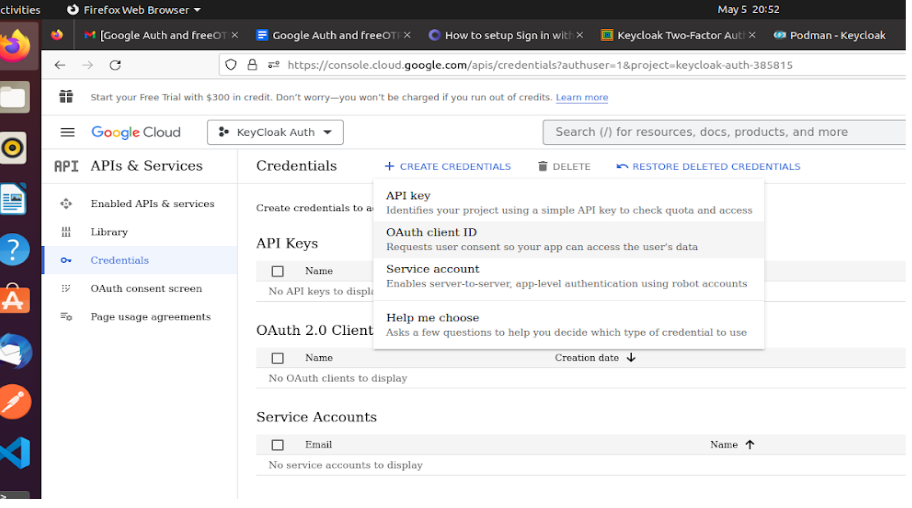 ctivities
Firefox Web Browser
May 5 20:52
[Google Auth and freeOT
Google Auth and freeOT
How to setup Sign in with
Keycloak Two-Factor Auth
Podman - Keycloak
https://console.cloud.google.com/apis/credentials?authuser=1&project=keycloak-auth-385815
Start your Free Trial with $300 in credit. Don't worry—you won't be charged if you run out of credits. Learn more
Google Cloud
KeyCloak Auth
Search (/) for resources, docs, products, and more
API APIs & Services
Credentials
CREATE CREDENTIALS
DELETE
RESTORE DELETED CREDENTIALS
Enabled APIs & services
Library
Credentials
OAuth consent screen
Page usage agreements
Create credentials to a
API key
Identifies your project using a simple API key to check quota and access
OAuth client ID
Requests user consent so your app can access the user's data
Service account
Enables server-to-server, app-level authentication using robot accounts
Help me choose
Asks a few questions to help you decide which type of credential to use
API Keys
Name
No API keys to displa
OAuth 2.0 Client
Name
Creation date
No OAuth clients to display
Service Accounts
Email
Name
No service accounts to display